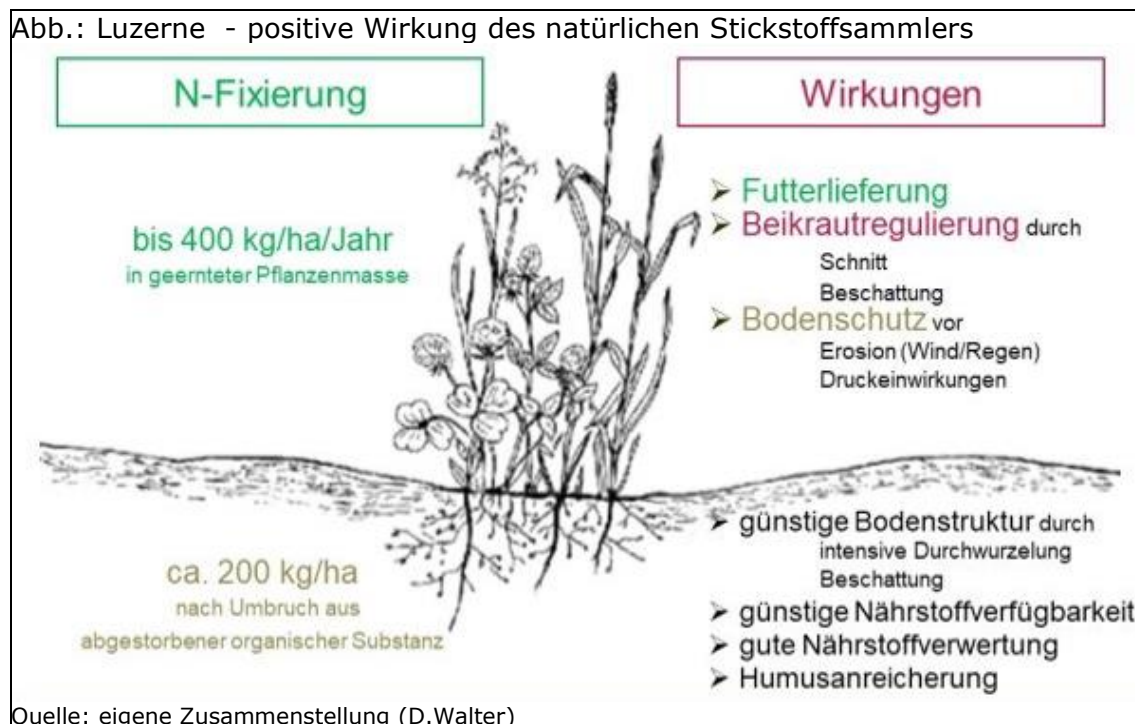 Abb.: Luzerne - positive Wirkung des natürlichen Stickstoffsammlers
N-Fixierung
bis 400 kg/ha/Jahr
in geernteter Pflanzenmasse
ca. 200 kg/ha
nach Umbruch aus
abgestorbener organischer Substanz
Wirkungen
➢ Futterlieferung
➢ Beikrautregulierung durch
Schnitt
Beschattung
➢ Bodenschutz vor
Erosion (Wind/Regen)
Druckeinwirkungen
➢ günstige Bodenstruktur durch
intensive Durchwurzelung
Beschattung
➢ günstige Nährstoffverfügbarkeit
➢ gute Nährstoffverwertung
➢ Humusanreicherung
Quelle: eigene Zusammenstellung (D.Walter)